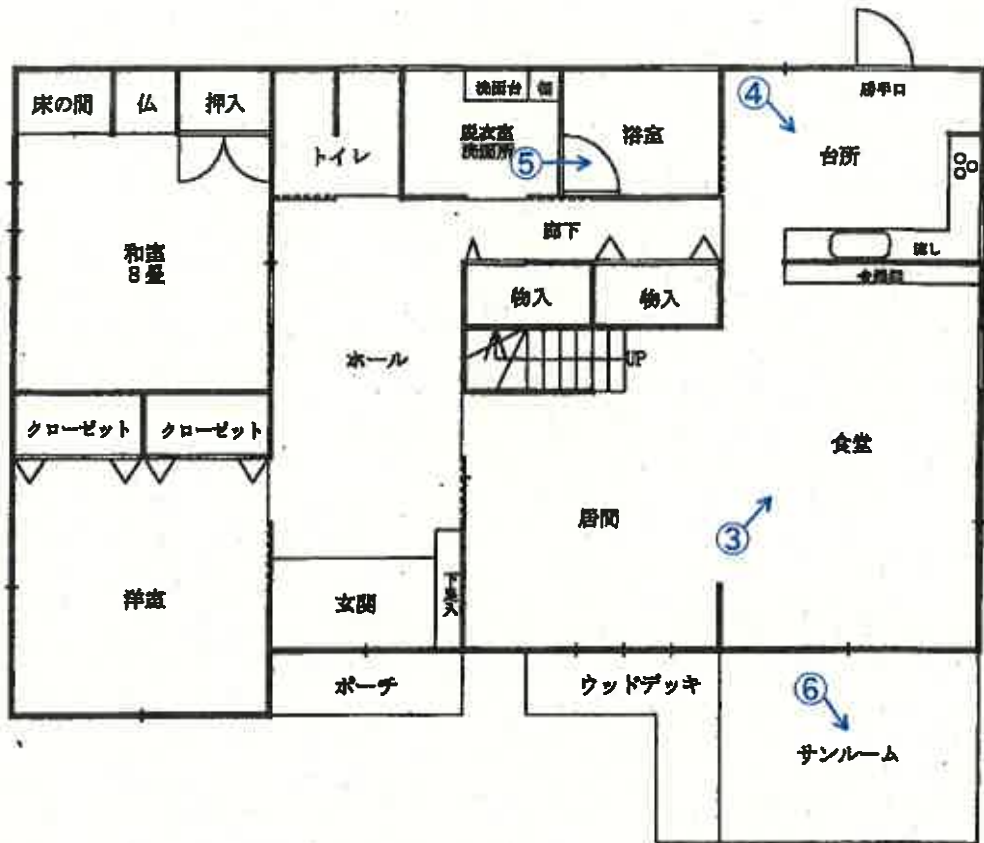 床の間
仏
押入
トイレ
洗面台
脱衣室
洗面所
⑤
浴室
④
勝手口
台所
和室
8畳
廊下
流し
物入
物入
ホール
UP
クローゼット
クローゼット
食堂
居間
③
洋室
玄関
下足入
ポーチ
ウッドデッキ
⑥
サンルーム